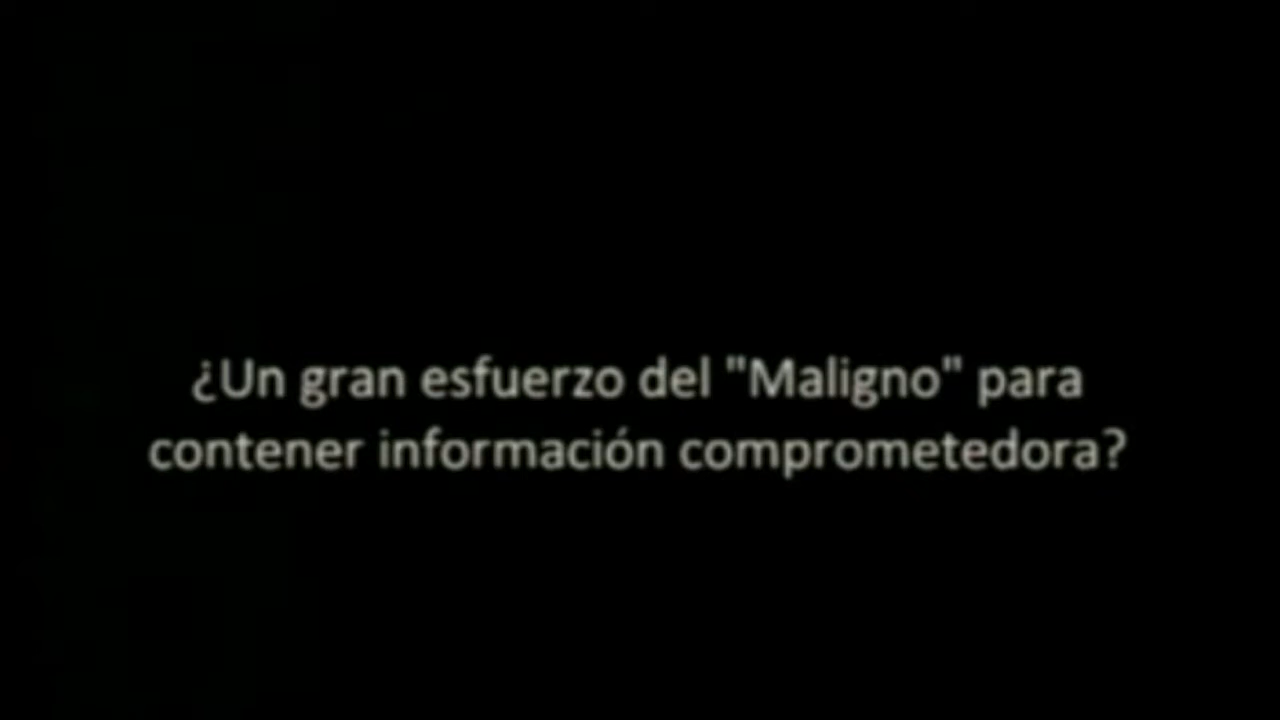 ¿Un gran esfuerzo del "Maligno" para
contener información comprometedora?